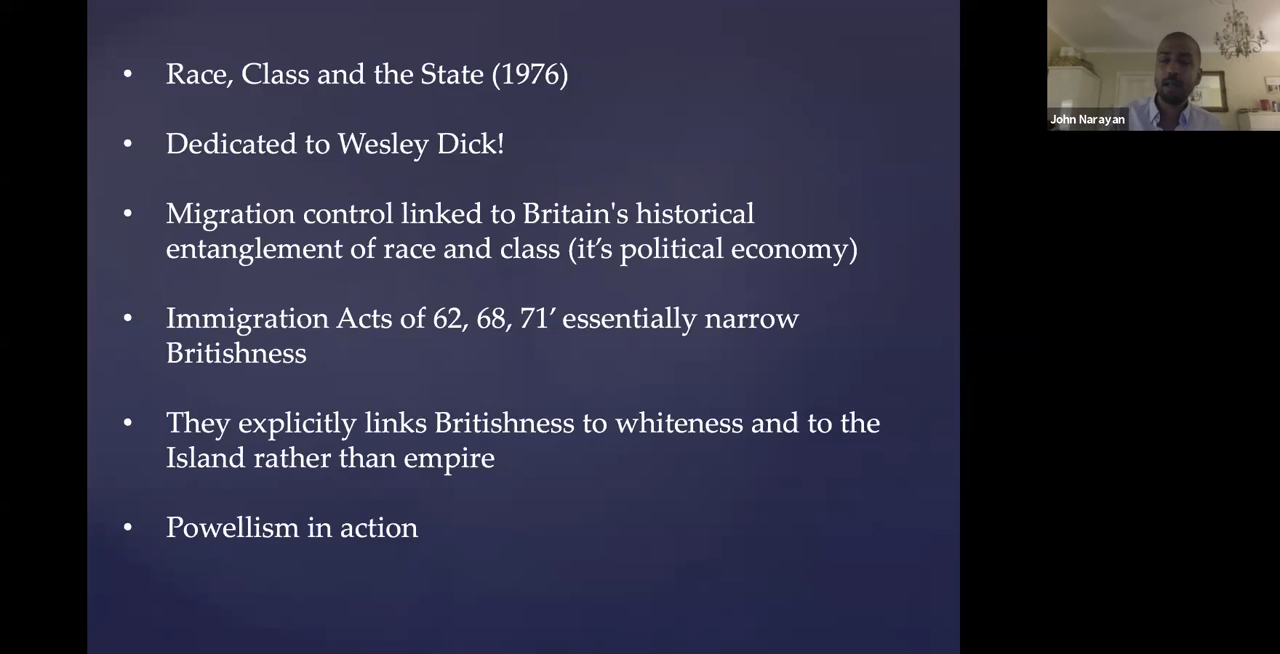 • Race, Class and the State (1976)
• Dedicated to Wesley Dick!
• Migration control linked to Britain's historical
entanglement of race and class (it’s political economy)
• Immigration Acts of 62, 68, 71’ essentially narrow
Britishness
• They explicitly links Britishness to whiteness and to the
Island rather than empire
• Powellism in action
John Narayan